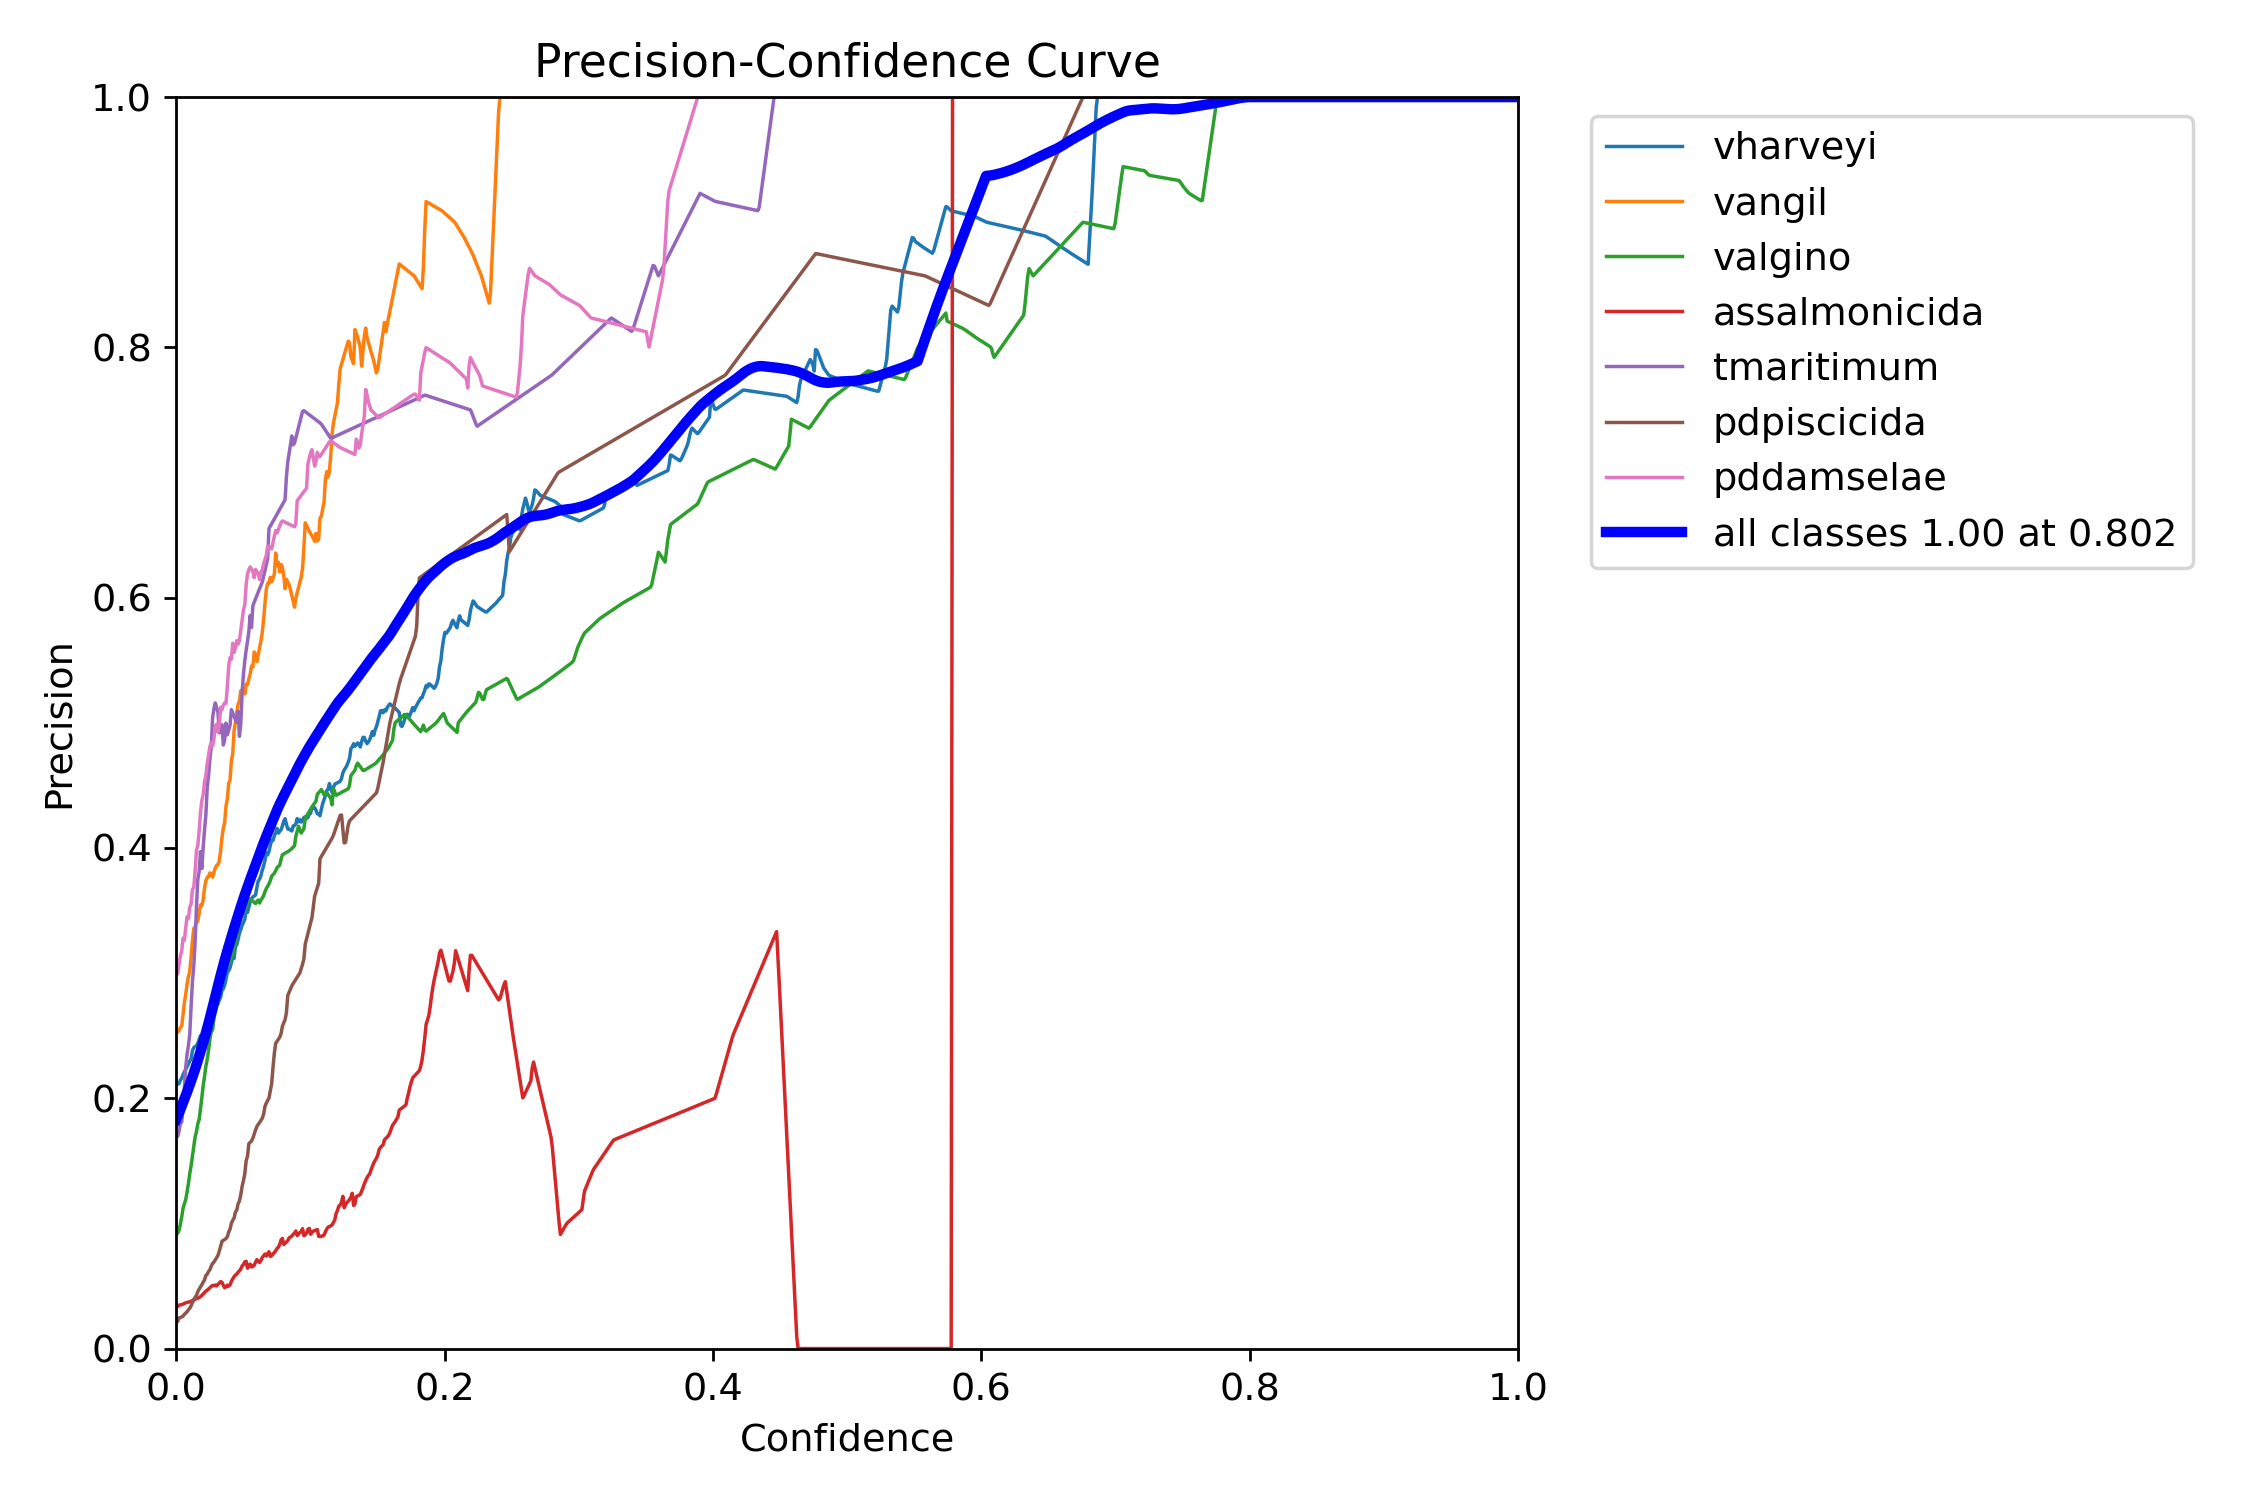 Precision-Confidence Curve
1.0
0.8
0.6
0.4
0.2
0.0
Precision
0.0 0.2 0.4 0.6 0.8 1.0
Confidence
vharveyi
vangil
valgino
assalmonicida
tmaritimum
pdpiscicida
pddamselae
all classes 1.00 at 0.802